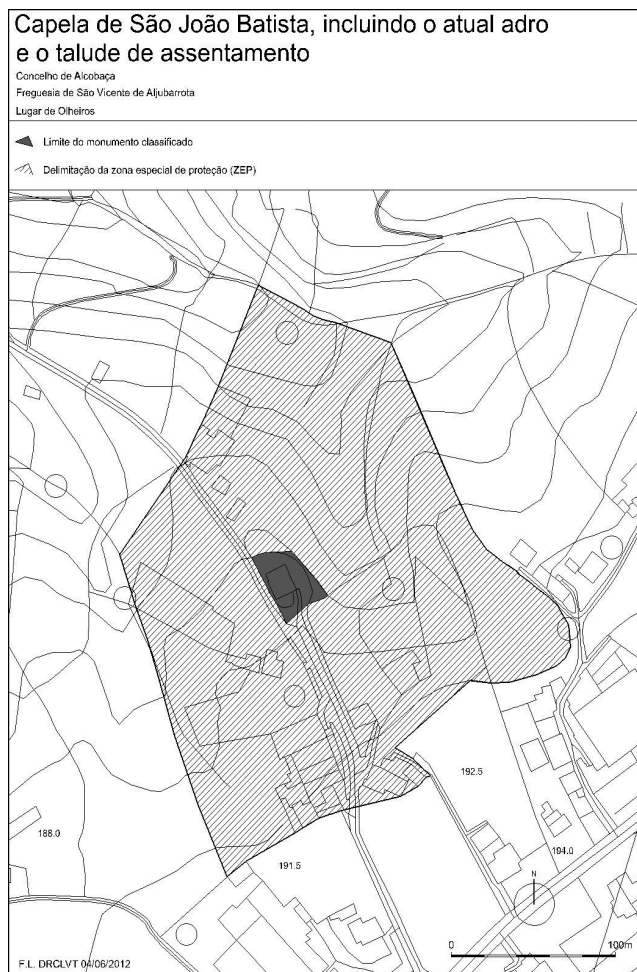 Capela de São João Batista, incluindo o atual adro
e o talude de assentamento
Concelho de Alcobaça
Freguesia de São Vicente de Aljubarrota
Lugar de Olheiros
Limite do monumento classificado
Delimitação da zona especial de proteção (ZEP)
192.5
188.0
194.0
191.5
N
0 100m
F.L. DRCLVT 04/06/2012